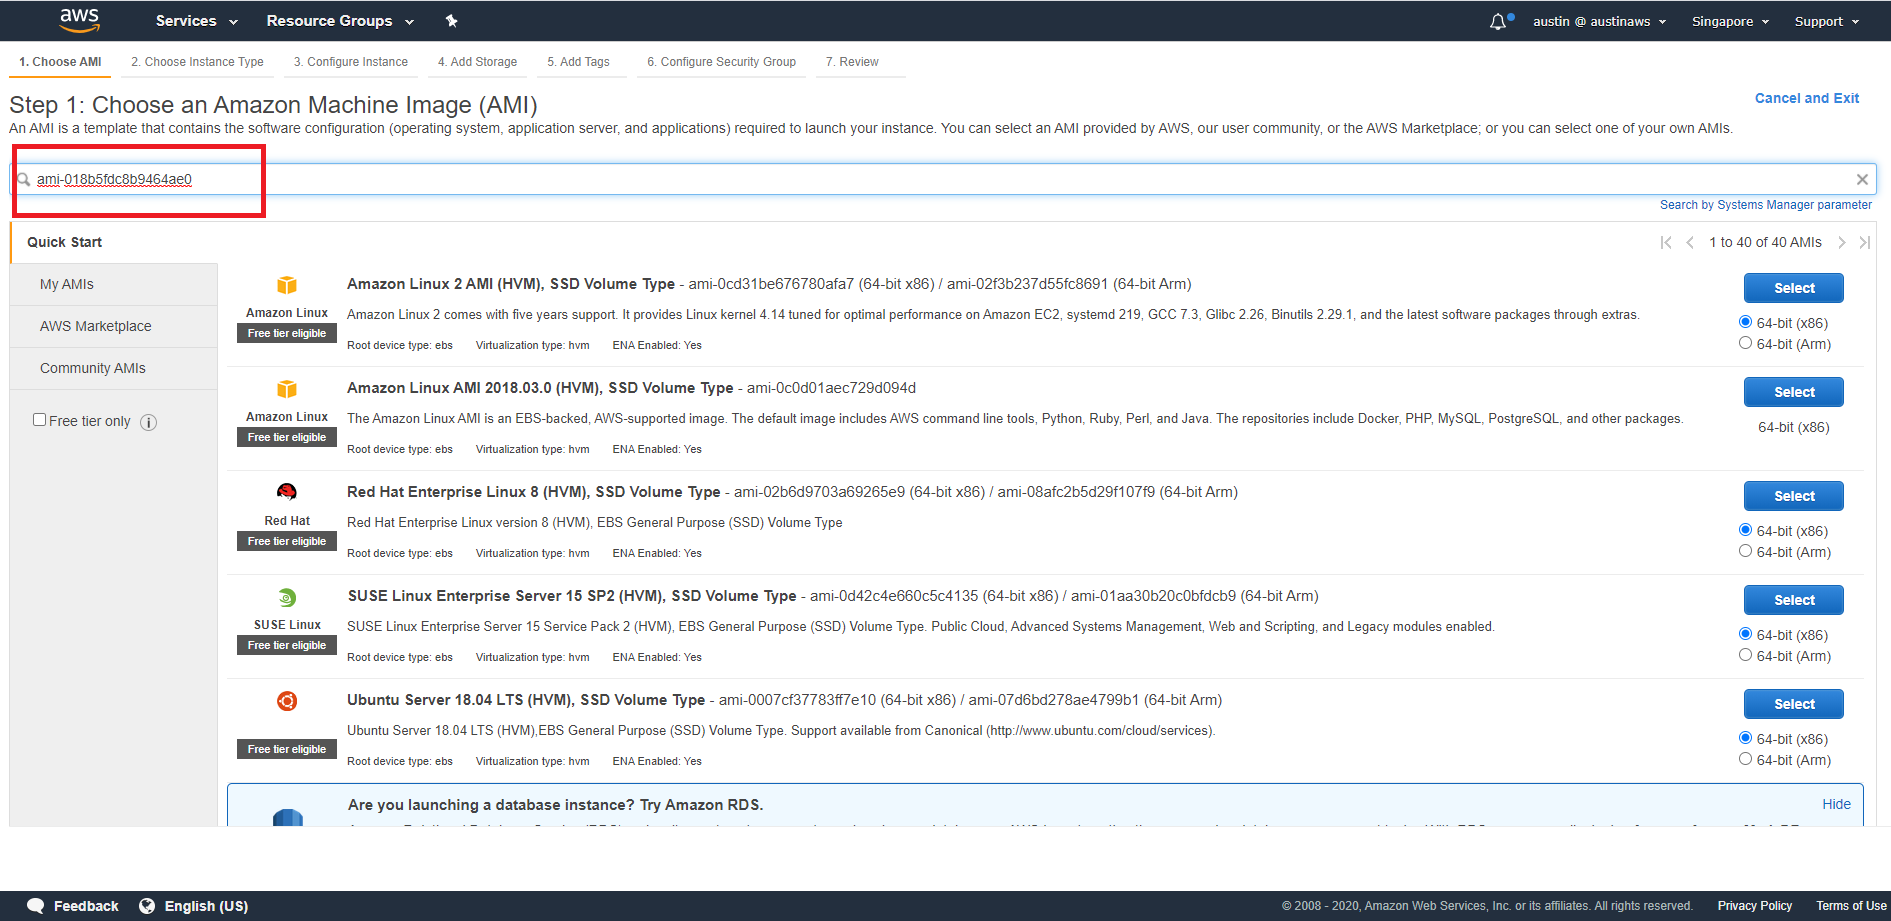 aws Services Resource Groups austin @ austinaws Singapore Support
1. Choose AMI 2. Choose Instance Type 3. Configure Instance 4. Add Storage 5. Add Tags 6. Configure Security Group 7. Review
Step 1: Choose an Amazon Machine Image (AMI)
Cancel and Exit
An AMI is a template that contains the software configuration (operating system, application server, and applications) required to launch your instance. You can select an AMI provided by AWS, our user community, or the AWS Marketplace; or you can select one of your own AMIs.
ami-018b5fdc8b9464ae0
Search by Systems Manager parameter
Quick Start
1 to 40 of 40 AMIs
My AMIs
AWS Marketplace
Community AMIs
Free tier only
Amazon Linux
Free tier eligible
Amazon Linux 2 AMI (HVM), SSD Volume Type - ami-0cd31be676780afa7 (64-bit x86) / ami-02f3b237d55fc8691 (64-bit Arm)
Amazon Linux 2 comes with five years support. It provides Linux kernel 4.14 tuned for optimal performance on Amazon EC2, systemd 219, GCC 7.3, Glibc 2.26, Binutils 2.29.1, and the latest software packages through extras.
Root device type: ebs Virtualization type: hvm ENA Enabled: Yes
Select
64-bit (x86)
64-bit (Arm)
Amazon Linux
Free tier eligible
Amazon Linux AMI 2018.03.0 (HVM), SSD Volume Type - ami-0c0d01aec729d094d
The Amazon Linux AMI is an EBS-backed, AWS-supported image. The default image includes AWS command line tools, Python, Ruby, Perl, and Java. The repositories include Docker, PHP, MySQL, PostgreSQL, and other packages.
Root device type: ebs Virtualization type: hvm ENA Enabled: Yes
Select
64-bit (x86)
Red Hat
Free tier eligible
Red Hat Enterprise Linux 8 (HVM), SSD Volume Type - ami-02b6d9703a69265e9 (64-bit x86) / ami-08afc2b5d29f107f9 (64-bit Arm)
Red Hat Enterprise Linux version 8 (HVM), EBS General Purpose (SSD) Volume Type
Root device type: ebs Virtualization type: hvm ENA Enabled: Yes
Select
64-bit (x86)
64-bit (Arm)
SUSE Linux
Free tier eligible
SUSE Linux Enterprise Server 15 SP2 (HVM), SSD Volume Type - ami-0d42c4e660c5c4135 (64-bit x86) / ami-01aa30b20c0bfdcb9 (64-bit Arm)
SUSE Linux Enterprise Server 15 Service Pack 2 (HVM), EBS General Purpose (SSD) Volume Type. Public Cloud, Advanced Systems Management, Web and Scripting, and Legacy modules enabled.
Root device type: ebs Virtualization type: hvm ENA Enabled: Yes
Select
64-bit (x86)
64-bit (Arm)
Free tier eligible
Ubuntu Server 18.04 LTS (HVM), SSD Volume Type - ami-0007cf37783ff7e10 (64-bit x86) / ami-07d6bd278ae4799b1 (64-bit Arm)
Ubuntu Server 18.04 LTS (HVM),EBS General Purpose (SSD) Volume Type. Support available from Canonical (http://www.ubuntu.com/cloud/services).
Root device type: ebs Virtualization type: hvm ENA Enabled: Yes
Select
64-bit (x86)
64-bit (Arm)
Are you launching a database instance? Try Amazon RDS.
Hide
Feedback English (US) © 2008 - 2020, Amazon Web Services, Inc. or its affiliates. All rights reserved. Privacy Policy Terms of Use